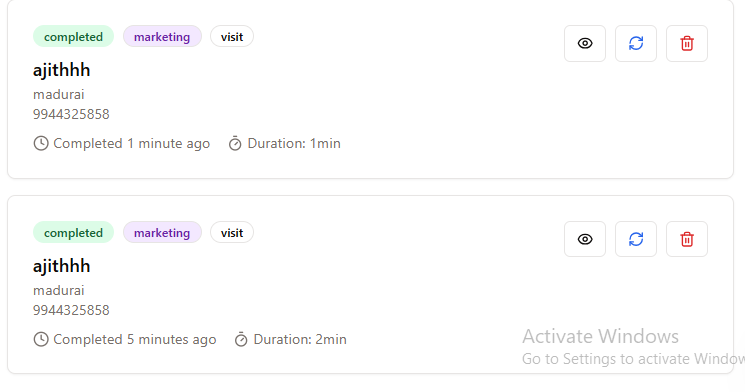 completed marketing visit
ajithhh
madurai
9944325858
Completed 1 minute ago Duration: 1min
completed marketing visit
ajithhh
madurai
9944325858
Completed 5 minutes ago Duration: 2min
Activate Windows
Go to Settings to activate Window